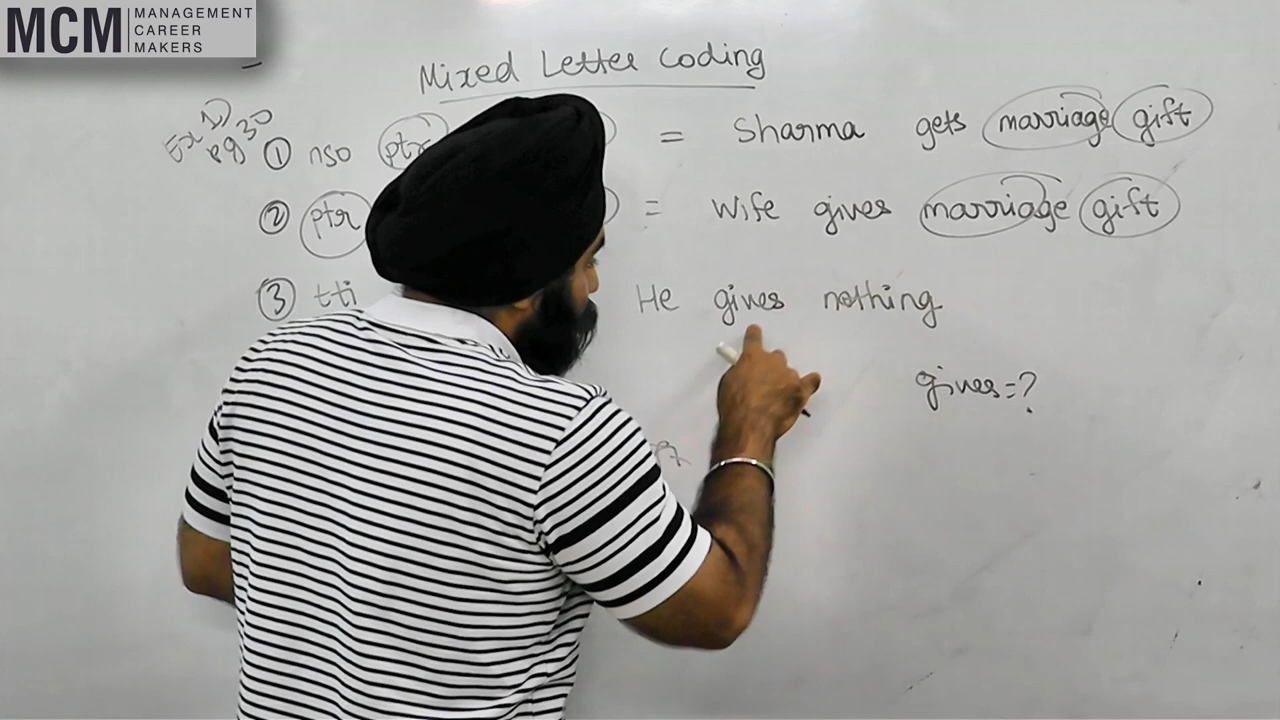 MCM MANAGEMENT
CAREER
MAKERS
Mixed Letter Coding
Ex 1)
pg 30
① nso ptr = Sharma gets marriage gift
② ptr = Wife gives marriage gift
③ tti He gives nothing
gives=?